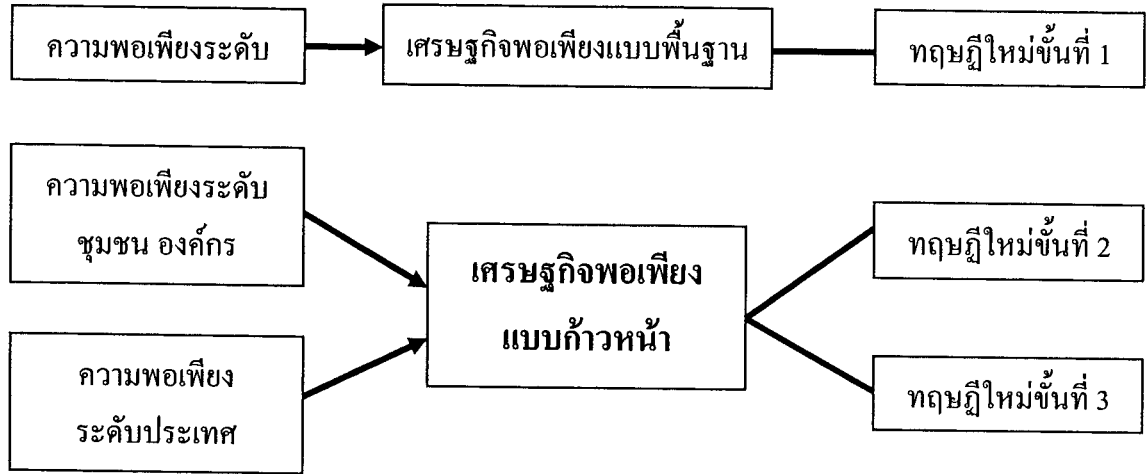 ความพอเพียงระดับ
เศรษฐกิจพอเพียงแบบพื้นฐาน
ทฤษฎีใหม่ขั้นที่ 1
ความพอเพียงระดับ
ชุมชน องค์กร
เศรษฐกิจพอเพียง
แบบก้าวหน้า
ทฤษฎีใหม่ขั้นที่ 2
ความพอเพียง
ระดับประเทศ
ทฤษฎีใหม่ขั้นที่ 3